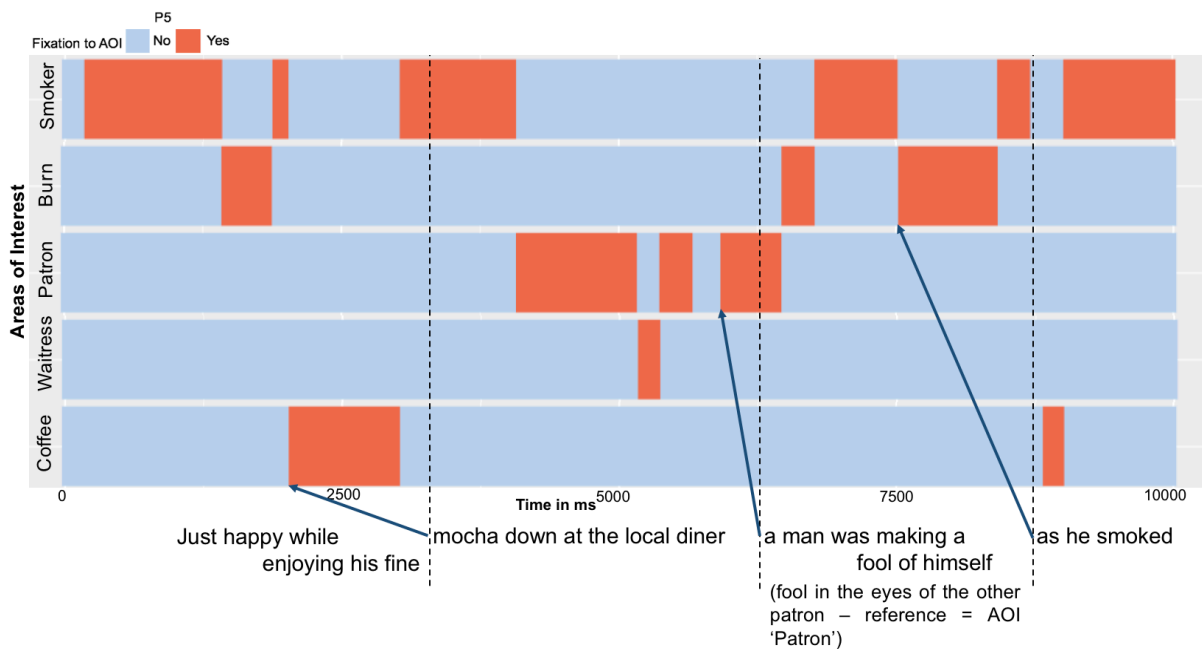 P5
Fixation to AOI No Yes
Areas of Interest
Smoker
Burn
Patron
Waitress
Coffee
0 2500 5000 7500 10000
Time in ms
Just happy while
enjoying his fine
mocha down at the local diner
a man was making a
fool of himself
(fool in the eyes of the other
patron – reference = AOI
‘Patron’)
as he smoked